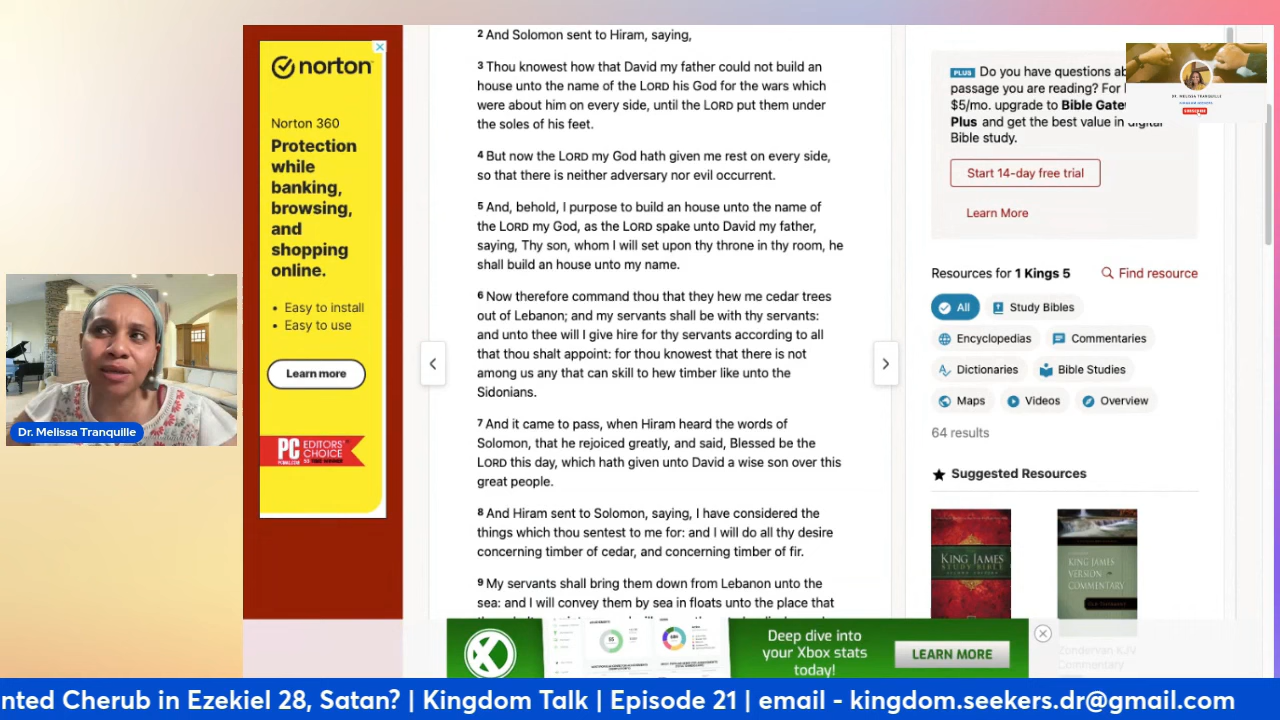 2 And Solomon sent to Hiram, saying,
3 Thou knowest how that David my father could not build an
house unto the name of the LORD his God for the wars which
were about him on every side, until the LORD put them under
the soles of his feet.
4 But now the LORD my God hath given me rest on every side,
so that there is neither adversary nor evil occurrent.
5 And, behold, I purpose to build an house unto the name of
the LORD my God, as the LORD spake unto David my father,
saying, Thy son, whom I will set upon thy throne in thy room, he
shall build an house unto my name.
6 Now therefore command thou that they hew me cedar trees
out of Lebanon; and my servants shall be with thy servants:
and unto thee will I give hire for thy servants according to all
that thou shalt appoint: for thou knowest that there is not
among us any that can skill to hew timber like unto the
Sidonians.
7 And it came to pass, when Hiram heard the words of
Solomon, that he rejoiced greatly, and said, Blessed be the
LORD this day, which hath given unto David a wise son over this
great people.
8 And Hiram sent to Solomon, saying, I have considered the
things which thou sentest to me for: and I will do all thy desire
concerning timber of cedar, and concerning timber of fir.
9 My servants shall bring them down from Lebanon unto the
sea: and I will convey them by sea in floats unto the place that
norton
Norton 360
Protection
while
banking,
browsing,
and
shopping
online.
• Easy to install
• Easy to use
Learn more
PC EDITORS'
CHOICE
Dr. Melissa Tranquille
DR. MELISSA TRANQUILLE
PLUS Do you have questions
passage you are reading? For
$5/mo. upgrade to Bible
Plus and get the best value in digital
Bible study.
Start 14-day free trial
Learn More
Resources for 1 Kings 5
Find resource
All
Study Bibles
Encyclopedias
Commentaries
Dictionaries
Bible Studies
Maps
Videos
Overview
64 results
Suggested Resources
KING JAMES
STUDY BIBLE
KING JAMES
VERSION
COMMENTARY
Zondervan KJV
Commentary
Deep dive into
your Xbox stats
today!
LEARN MORE
nted Cherub in Ezekiel 28, Satan? | Kingdom Talk | Episode 21 | email - kingdom.seekers.dr@gmail.com